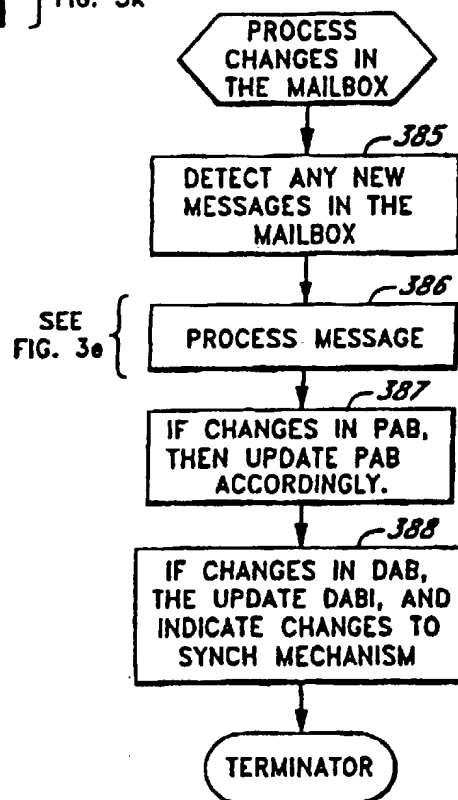 FIG. 3k
PROCESS
CHANGES IN
THE MAILBOX
385
DETECT ANY NEW
MESSAGES IN THE
MAILBOX
386
SEE
FIG. 3e
PROCESS MESSAGE
387
IF CHANGES IN PAB,
THEN UPDATE PAB
ACCORDINGLY.
388
IF CHANGES IN DAB,
THE UPDATE DABI, AND
INDICATE CHANGES TO
SYNCH MECHANISM
TERMINATOR